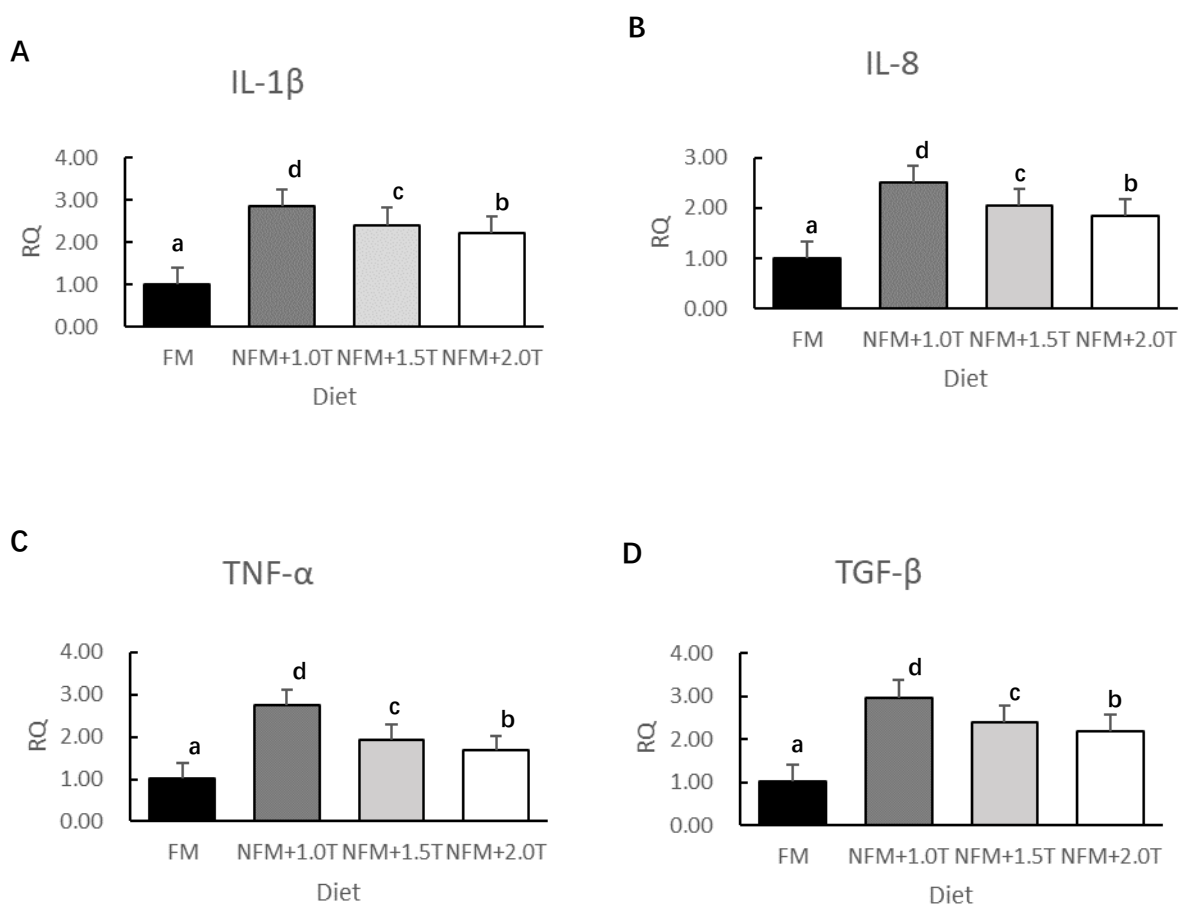 A
IL-1β
4.00
3.00
2.00
1.00
0.00
RQ
a
d
c
b
FM
NFM+1.0T
NFM+1.5T
NFM+2.0T
Diet
B
IL-8
3.00
2.00
1.00
0.00
RQ
a
d
c
b
FM
NFM+1.0T
NFM+1.5T
NFM+2.0T
Diet
C
TNF-α
4.00
3.00
2.00
1.00
0.00
RQ
a
d
c
b
FM
NFM+1.0T
NFM+1.5T
NFM+2.0T
Diet
D
TGF-β
4.00
3.00
2.00
1.00
0.00
RQ
a
d
c
b
FM
NFM+1.0T
NFM+1.5T
NFM+2.0T
Diet